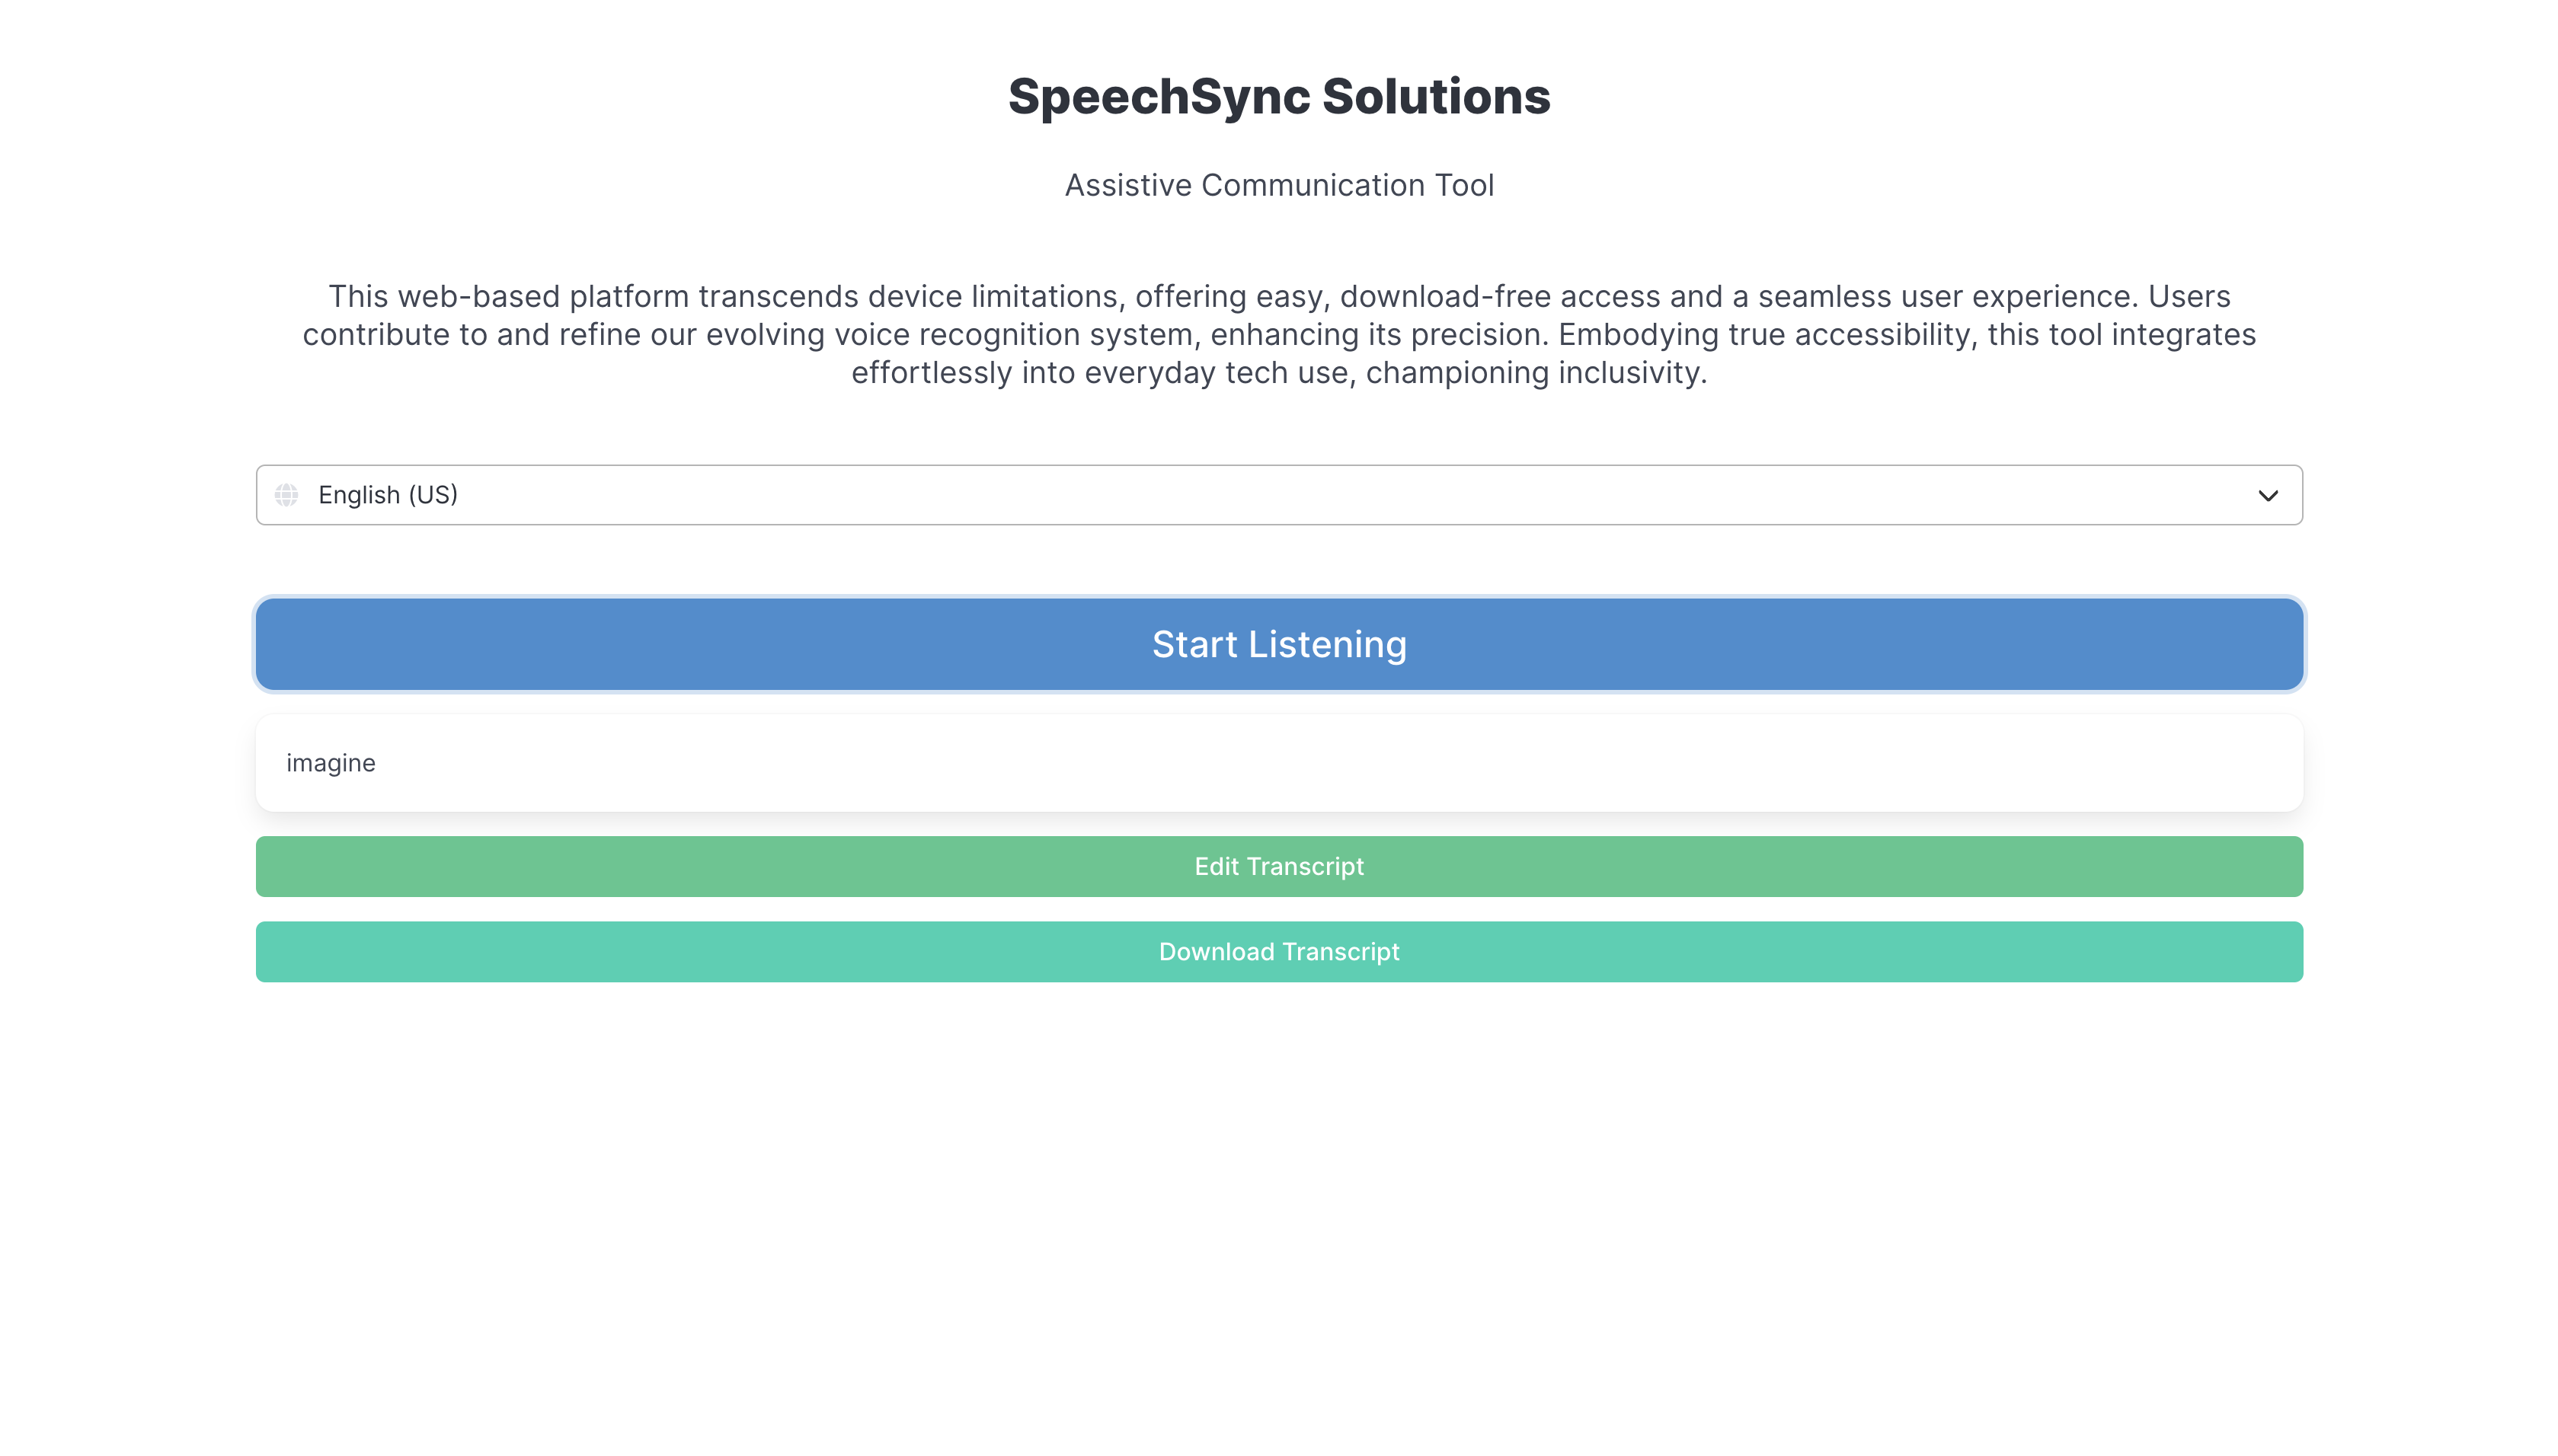 SpeechSync Solutions
Assistive Communication Tool
This web-based platform transcends device limitations, offering easy, download-free access and a seamless user experience. Users
contribute to and refine our evolving voice recognition system, enhancing its precision. Embodying true accessibility, this tool integrates
effortlessly into everyday tech use, championing inclusivity.
English (US)
Start Listening
imagine
Edit Transcript
Download Transcript